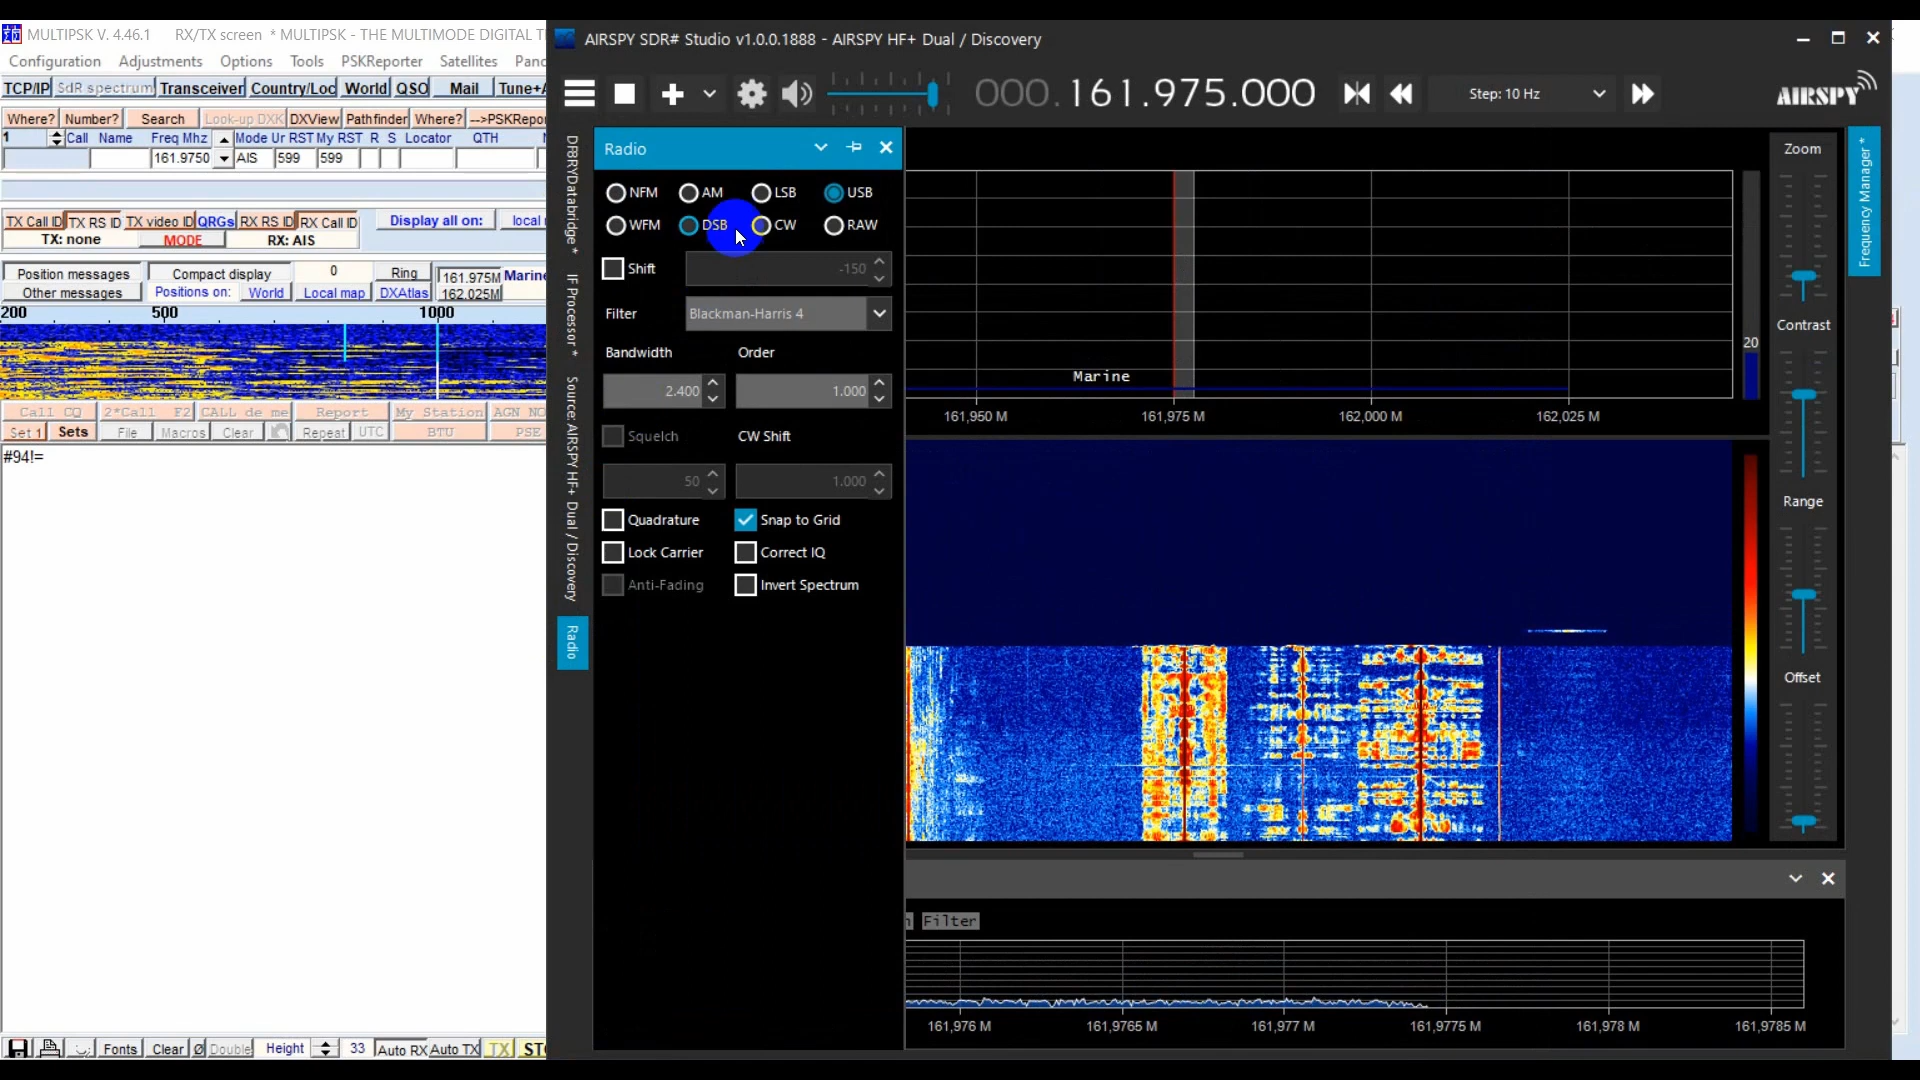 MULTIPSK V. 4.46.1 RX/TX screen * MULTIPSK - THE MULTIMODE DIGITAL T
Configuration Adjustments Options Tools PSKReporter Satellites Pano
TCP/IP SdR spectrum Transceiver Country/Loc World QSO Mail Tune+A
Where? Number? Search Look-up DXK DXView Pathfinder Where? -->PSKRepor
1 Call Name Freq Mhz Mode Ur RST My RST R S Locator QTH
161.9750 AIS 599 599
TX Call ID TX RS ID TX video ID QRGs RX RS ID RX Call ID Display all on: local
TX: none MODE RX: AIS
Position messages Compact display 0 Ring 161.975M Marine
Other messages Positions on: World Local map DXAtlas 162.025M
200 500 1000
Call CQ 2*Call F2 CALL de me Report My Station AGN NO
Set 1 Sets File Macros Clear Repeat UTC BTU PSE
#94!=
Fonts Clear Ø Double Height 33 Auto RX Auto TX TX STO
AIRSPY SDR# Studio v1.0.0.1888 - AIRSPY HF+ Dual / Discovery
000.161.975.000 Step: 10 Hz AIRSPY
DF8RYDatabridge *
IF Processor *
Source: AIRSPY HF+ Dual / Discovery
Radio
Radio
NFM AM LSB USB
WFM DSB CW RAW
Shift -150
Filter Blackman-Harris 4
Bandwidth Order
2.400 1.000
Squelch CW Shift
50 1.000
Quadrature Snap to Grid
Lock Carrier Correct IQ
Anti-Fading Invert Spectrum
Marine
20
161,950 M 161,975 M 162,000 M 162,025 M
Zoom
Contrast
Range
Offset
Frequency Manager *
Filter
161,976 M 161,9765 M 161,977 M 161,9775 M 161,978 M 161,9785 M